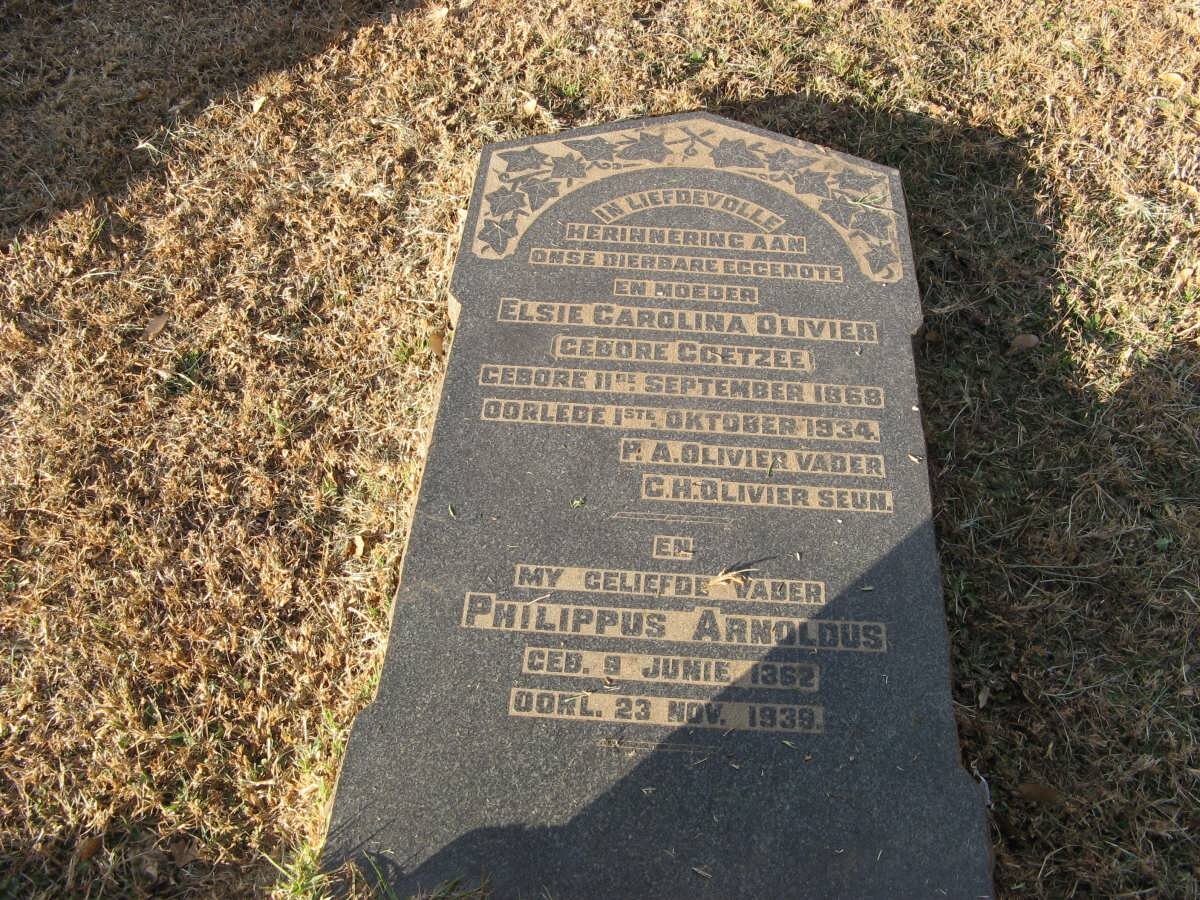 IN LIEFDEVOLLE
HERINNERING AAN
ONSE DIERBARE EGGENOTE
EN MOEDER
ELSIE CAROLINA OLIVIER
(GEBORE COETZEE)
GEBORE 11DE SEPTEMBER 1868
OORLEDE 1STE. OKTOBER 1934.
P. A. OLIVIER VADER
C. H. OLIVIER SEUN.
EN
MY GELIEFDE VADER
PHILIPPUS ARNOLDUS
GEB. 9 JUNIE 1862
OORL. 23 NOV. 1939.